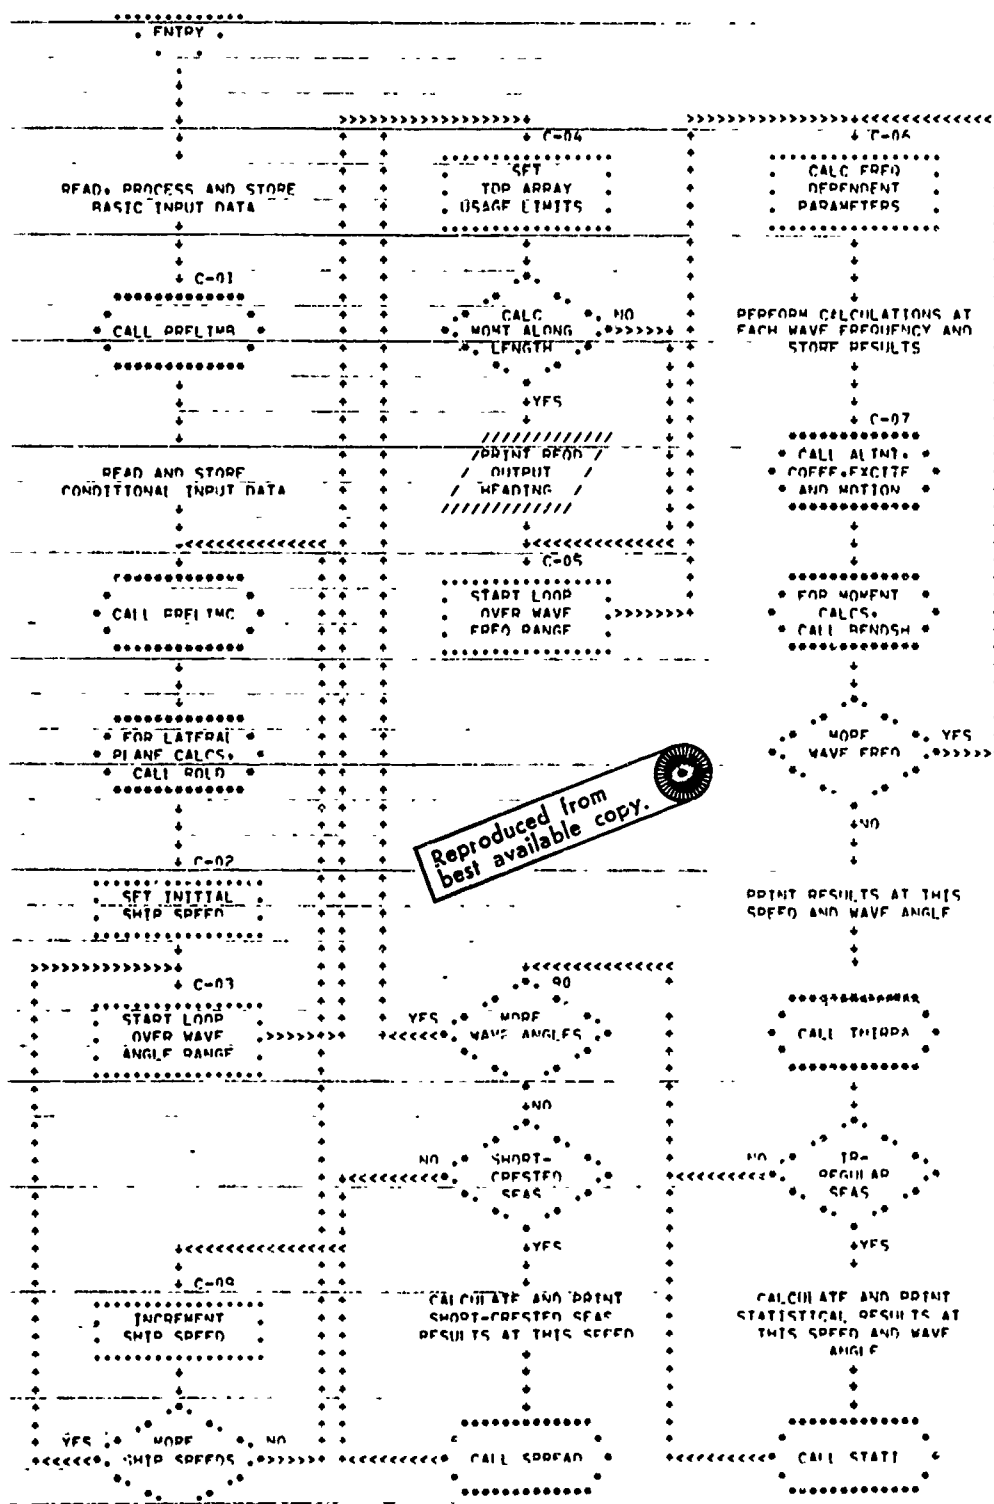 ENTRY
READ, PROCESS AND STORE
BASIC INPUT DATA
C-01
CALL PRELIMB
READ AND STORE
CONDITIONAL INPUT DATA
CALL PRELIMC
FOR LATERAL
PLANE CALCS,
CALL ROLD
C-02
SET INITIAL
SHIP SPEED
C-03
START LOOP
OVER WAVE
ANGLE RANGE
C-09
INCREMENT
SHIP SPEED
YES
MORE
SHIP SPEEDS
NO
C-04
SET
TDP ARRAY
USAGE LIMITS
CALC
MOMT ALONG
LENGTH
NO
YES
PRINT REQD
OUTPUT
HEADING
C-05
START LOOP
OVER WAVE
FREQ RANGE
Reproduced from
best available copy.
90
YES
MORE
WAVE ANGLES
NO
NO
SHORT-
CRESTED
SEAS
YES
CALCULATE AND PRINT
SHORT-CRESTED SEAS
RESULTS AT THIS SPEED
CALL SPREAD
C-06
CALC FREQ
DEPENDENT
PARAMETERS
PERFORM CALCULATIONS AT
EACH WAVE FREQUENCY AND
STORE RESULTS
C-07
CALL ALINT,
COFFE,EXCITE
AND MOTION
FOR MOMENT
CALCS,
CALL BENDSH
MORE
WAVE FREQ
YES
NO
PRINT RESULTS AT THIS
SPEED AND WAVE ANGLE
CALL THIRPA
NO
IR-
REGULAR
SEAS
YES
CALCULATE AND PRINT
STATISTICAL RESULTS AT
THIS SPEED AND WAVE
ANGLE
CALL STATI